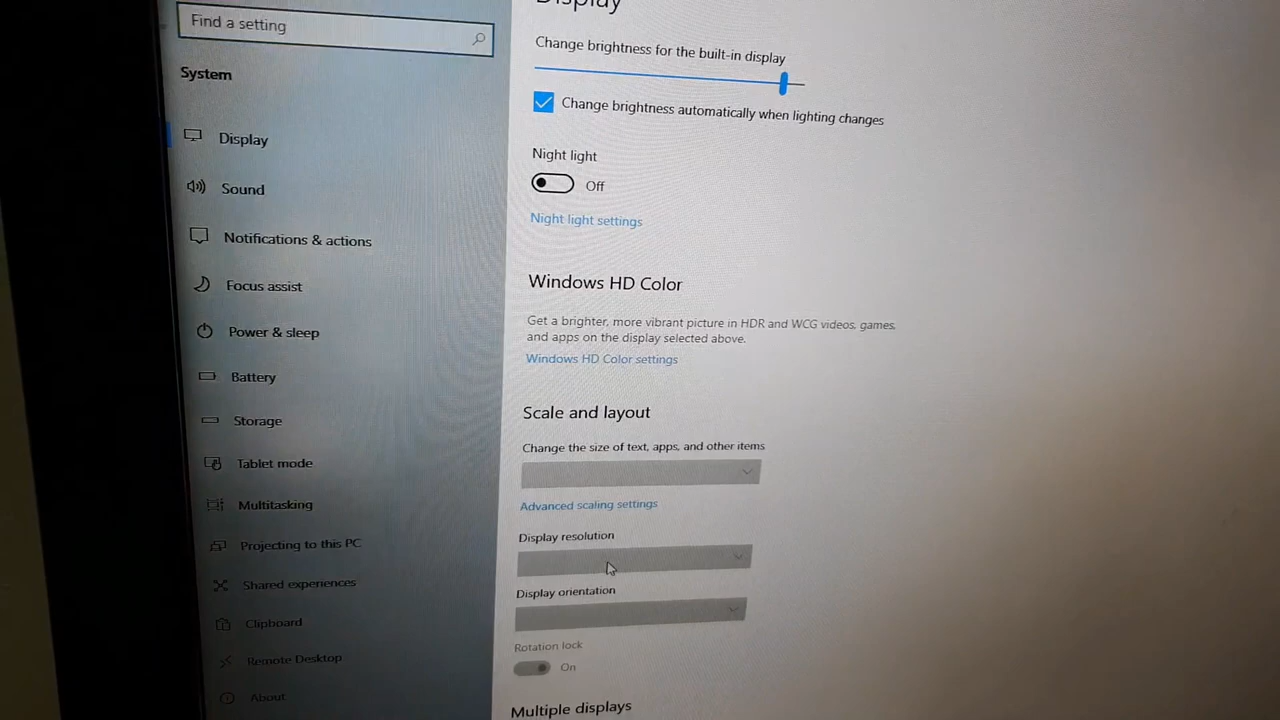 Find a setting
System
Display
Sound
Notifications & actions
Focus assist
Power & sleep
Battery
Storage
Tablet mode
Multitasking
Projecting to this PC
Shared experiences
Clipboard
Remote Desktop
About
Display
Change brightness for the built-in display
Change brightness automatically when lighting changes
Night light
Off
Night light settings
Windows HD Color
Get a brighter, more vibrant picture in HDR and WCG videos, games,
and apps on the display selected above.
Windows HD Color settings
Scale and layout
Change the size of text, apps, and other items
Advanced scaling settings
Display resolution
Display orientation
Rotation lock
On
Multiple displays